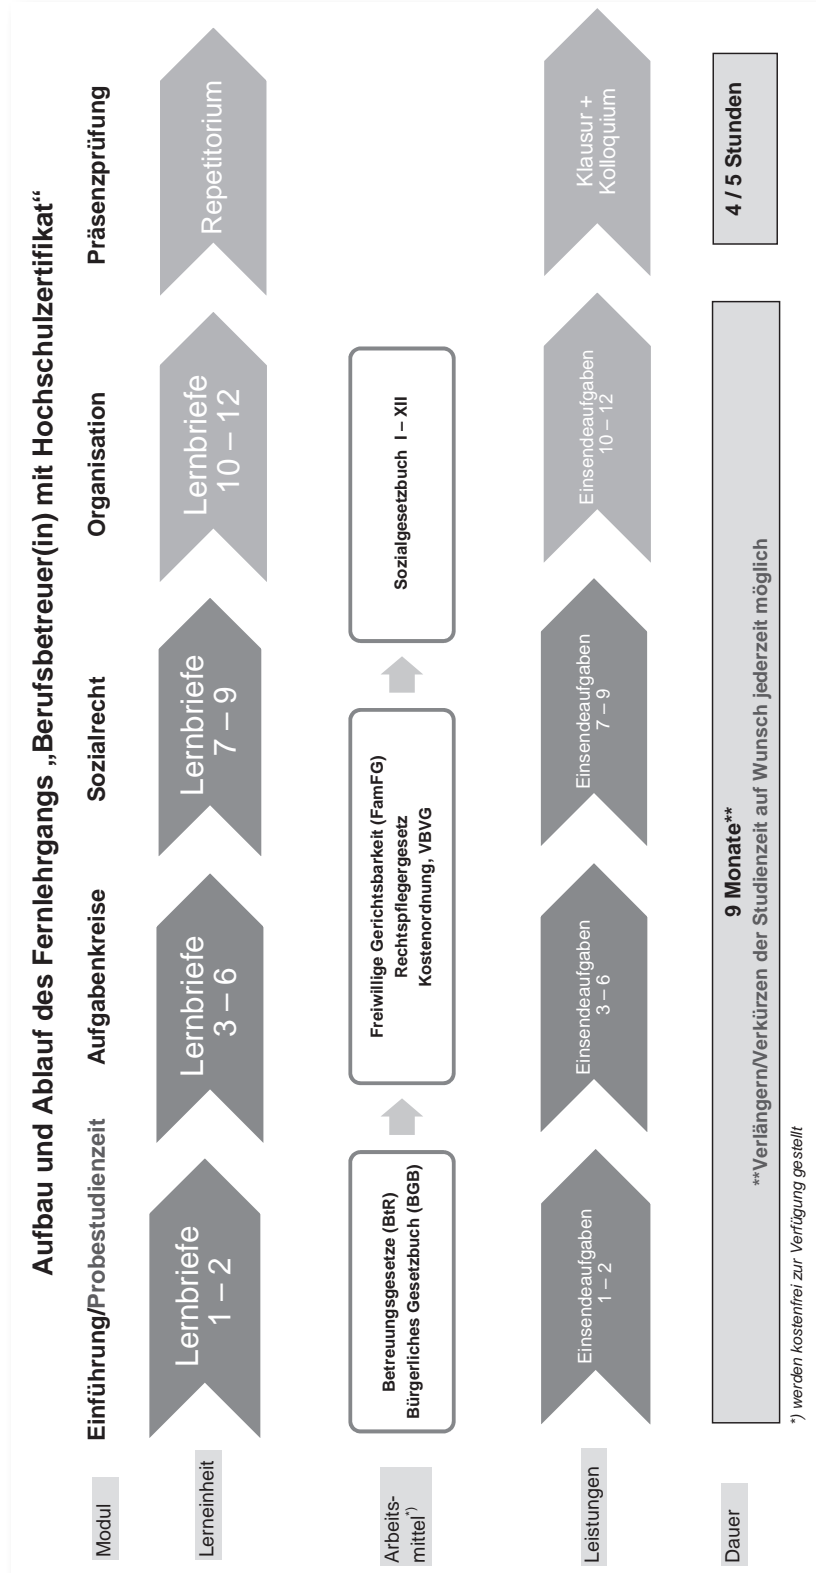 Aufbau und Ablauf des Fernlehrgangs „Berufsbetreuer(in) mit Hochschulzertifikat“
Modul
Einführung/Probestudienzeit
Aufgabenkreise
Sozialrecht
Organisation
Präsenzprüfung
Lerneinheit
Lernbriefe
1 – 2
Lernbriefe
3 – 6
Lernbriefe
7 – 9
Lernbriefe
10 – 12
Repetitorium
Arbeits-
mittel*)
Betreuungsgesetze (BtR)
Bürgerliches Gesetzbuch (BGB)
Freiwillige Gerichtsbarkeit (FamFG)
Rechtspflegergesetz
Kostenordnung, VBVG
Sozialgesetzbuch I – XII
Leistungen
Einsendeaufgaben
1 – 2
Einsendeaufgaben
3 – 6
Einsendeaufgaben
7 – 9
Einsendeaufgaben
10 – 12
Klausur +
Kolloquium
Dauer
9 Monate**
**Verlängern/Verkürzen der Studienzeit auf Wunsch jederzeit möglich
4 / 5 Stunden
*) werden kostenfrei zur Verfügung gestellt